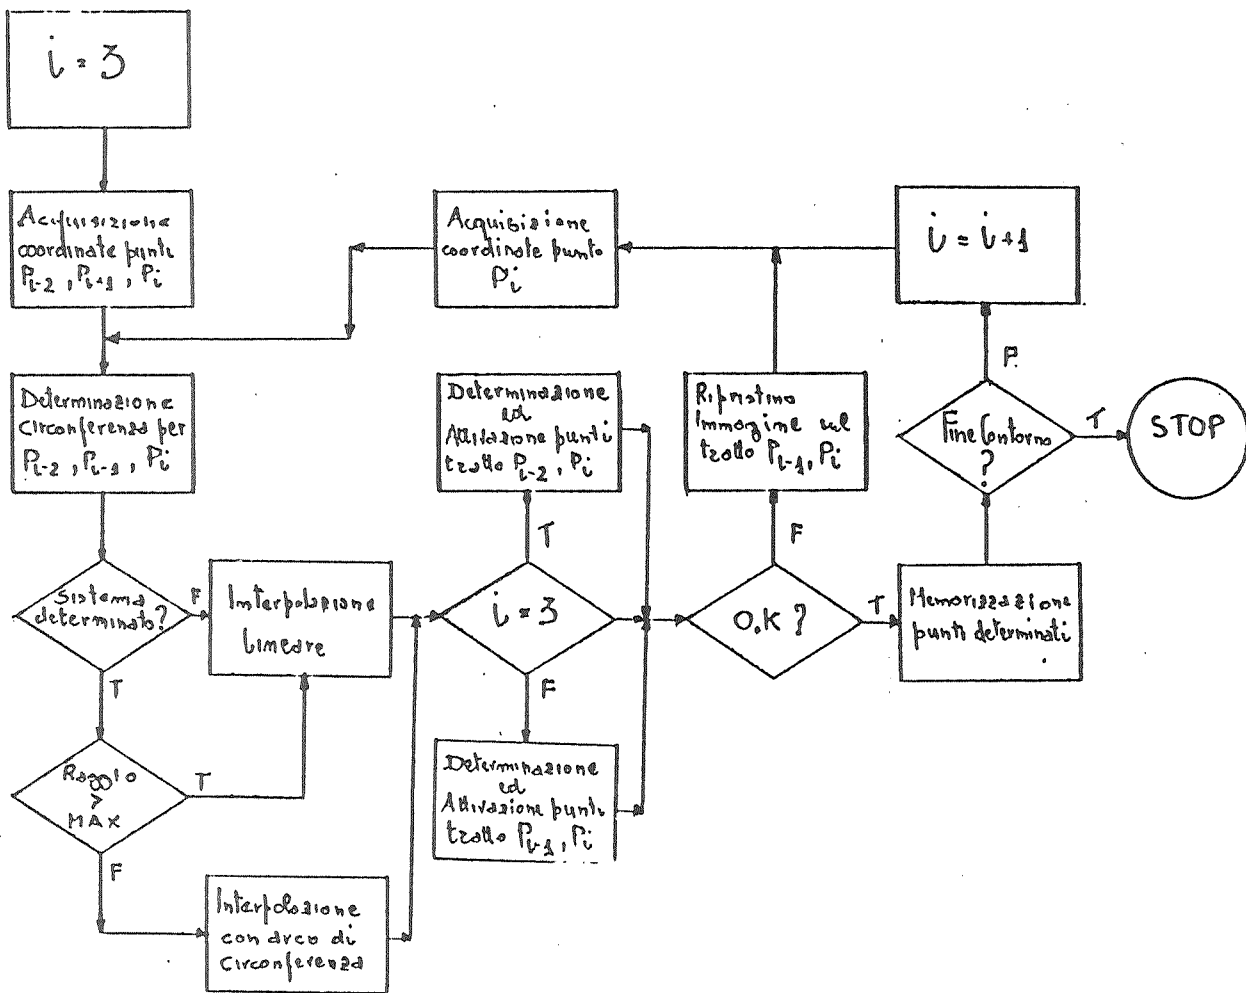 i = 3
Acquisizione
coordinate punti
Pi-2 , Pi+1 , Pi
Acquisizione
coordinate punto
Pi
i = i+1
Determinazione
Circonferenza per
Pi-2 , Pi-1 , Pi
Determinazione
ed
Attivazione punti
tratto Pi-2 , Pi
Ripristino
Immagine sul
tratto Pi-1 , Pi
F.
Fine Contorno
?
T
STOP
T
F
Sistema
determinato?
F
Interpolazione
Lineare
i = 3
O.K ?
T
Memorizzazione
punti determinati
T
F
Raggio
>
MAX
T
Determinazione
ed
Attivazione punti
tratto Pi-1 , Pi
F
Interpolazione
con arco di
Circonferenza